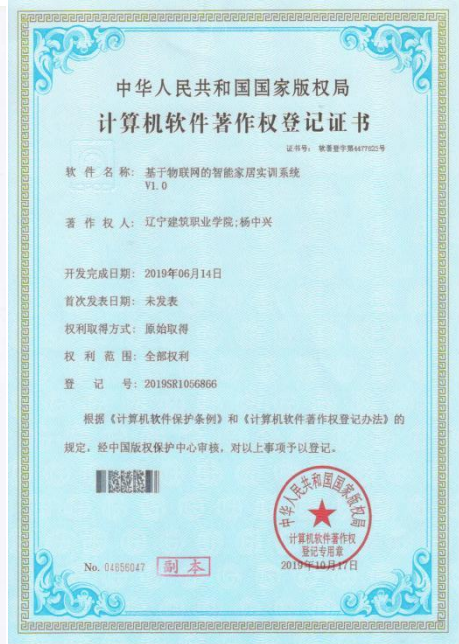 中华人民共和国国家版权局
计算机软件著作权登记证书
证书号： 软著登字第4477623号
软件名称： 基于物联网的智能家居实训系统
V1.0
著作权人： 辽宁建筑职业学院;杨中兴
开发完成日期： 2019年06月14日
首次发表日期： 未发表
权利取得方式： 原始取得
权利范围： 全部权利
登记号： 2019SR1056866
根据《计算机软件保护条例》和《计算机软件著作权登记办法》的
规定，经中国版权保护中心审核，对以上事项予以登记。
中华人民共和国国家版权局
计算机软件著作权
登记专用章
No. 04656047 副本
2019年10月17日